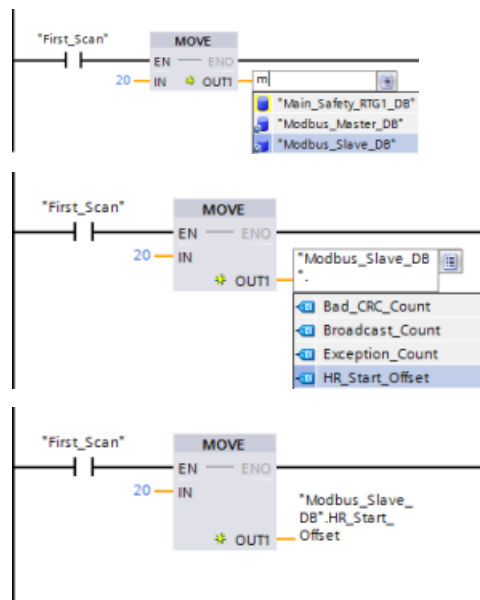 "First_Scan"
MOVE
EN ENO
20 IN OUT1 m
"Main_Safety_RTG1_DB"
"Modbus_Master_DB"
"Modbus_Slave_DB"
"First_Scan"
MOVE
EN ENO
20 IN
"Modbus_Slave_DB
".
OUT1
Bad_CRC_Count
Broadcast_Count
Exception_Count
HR_Start_Offset
"First_Scan"
MOVE
EN ENO
20 IN
"Modbus_Slave_
DB".HR_Start_
OUT1 Offset